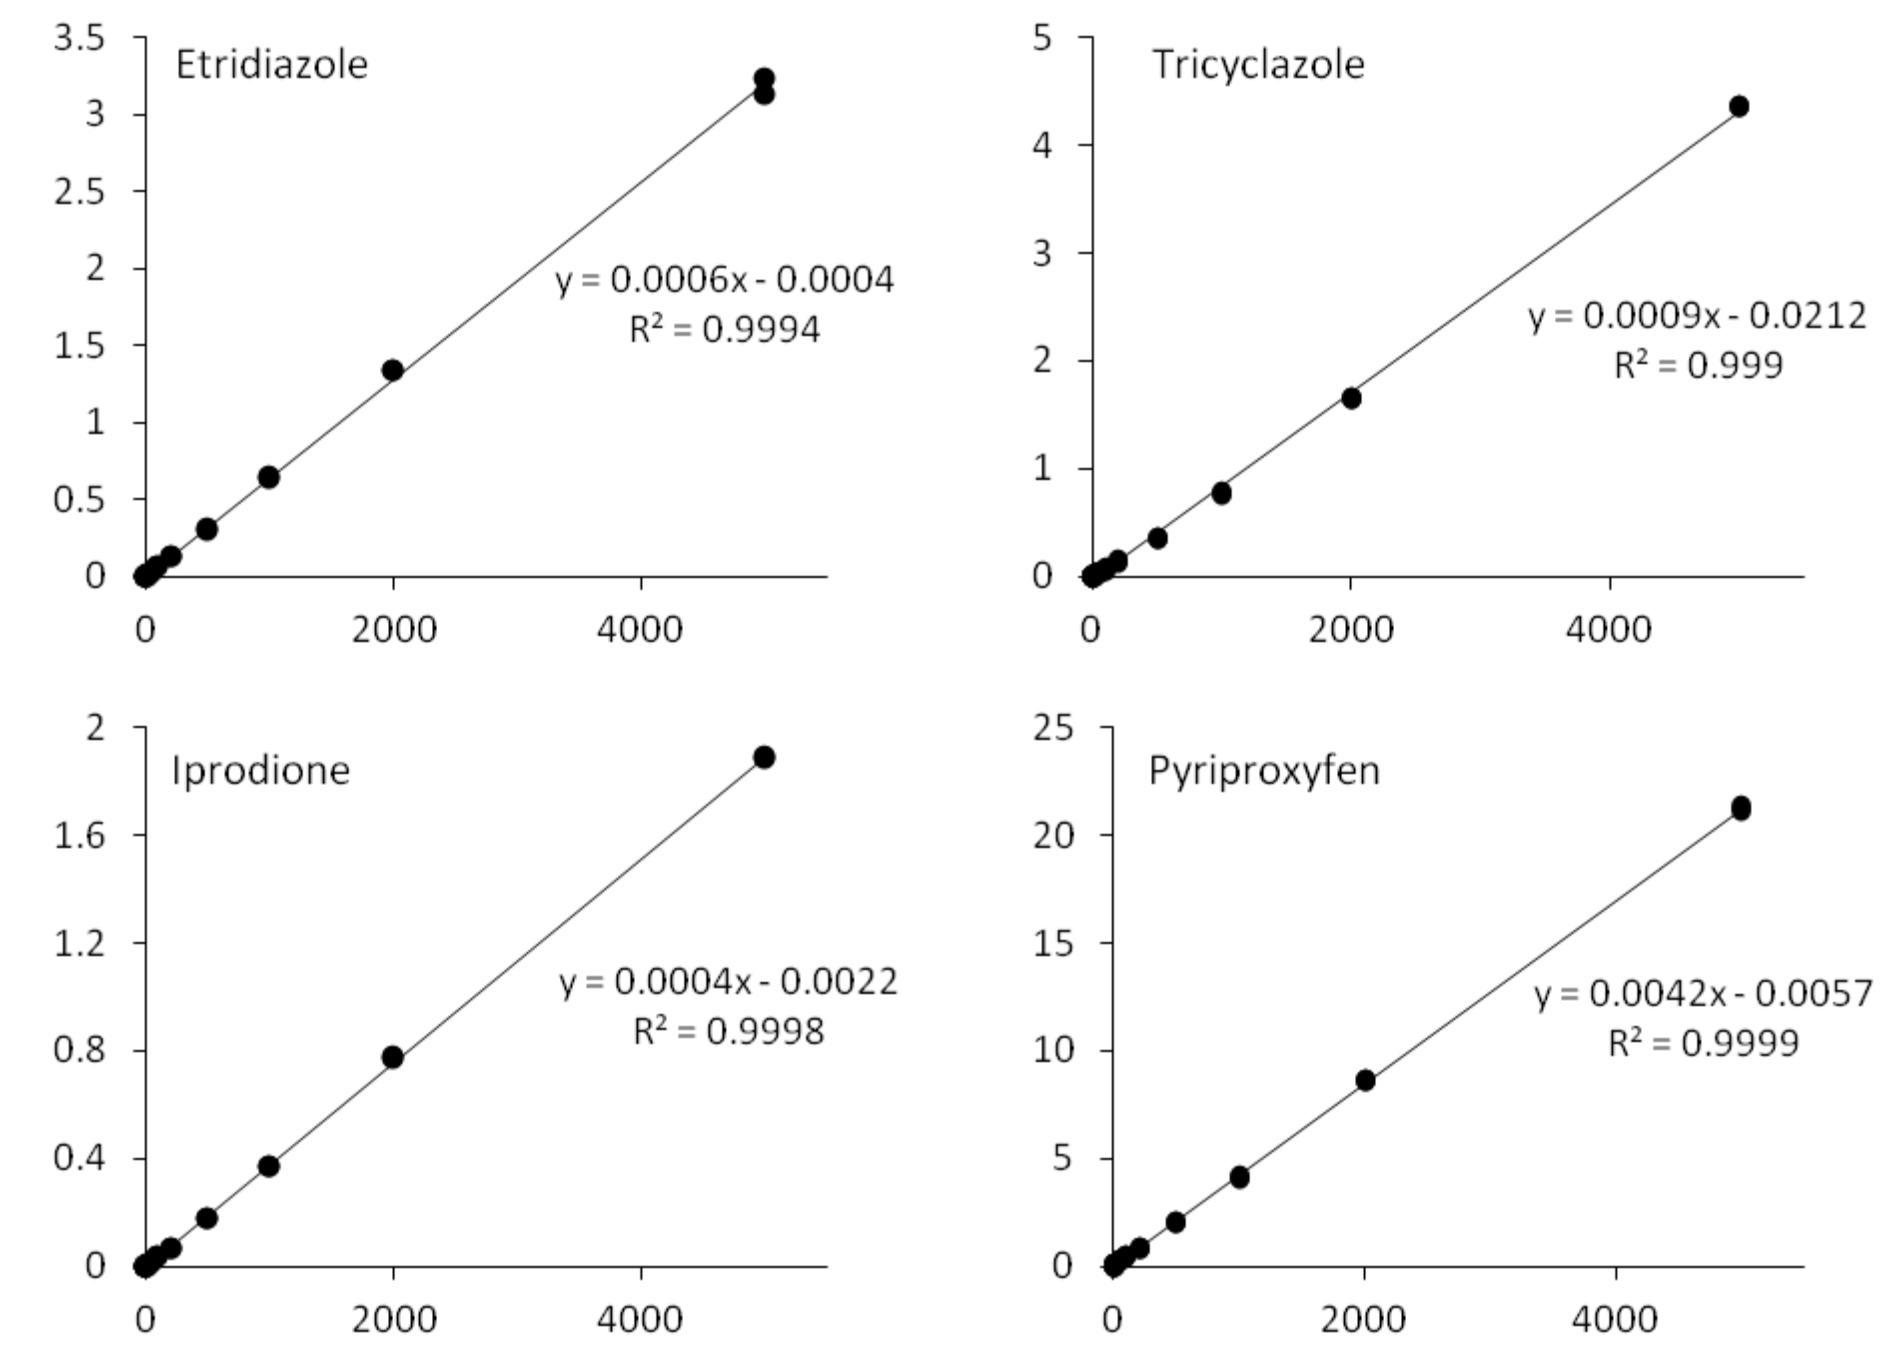 Etridiazole
3.5
3
2.5
2
1.5
1
0.5
0
y = 0.0006x - 0.0004
R² = 0.9994
0 2000 4000
Tricyclazole
5
4
3
2
1
0
y = 0.0009x - 0.0212
R² = 0.999
0 2000 4000
Iprodione
2
1.6
1.2
0.8
0.4
0
y = 0.0004x - 0.0022
R² = 0.9998
0 2000 4000
Pyriproxyfen
25
20
15
10
5
0
y = 0.0042x - 0.0057
R² = 0.9999
0 2000 4000